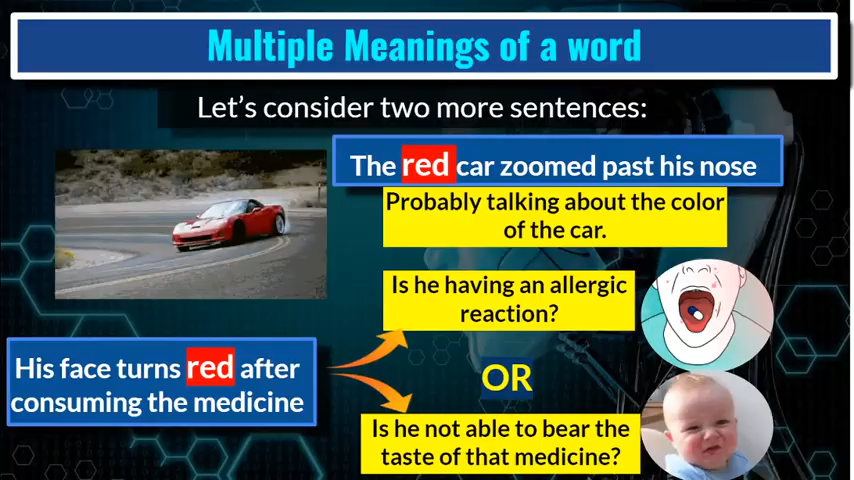 Multiple Meanings of a word
Let's consider two more sentences:
The red car zoomed past his nose
Probably talking about the color
of the car.
Is he having an allergic
reaction?
His face turns red after
consuming the medicine
OR
Is he not able to bear the
taste of that medicine?